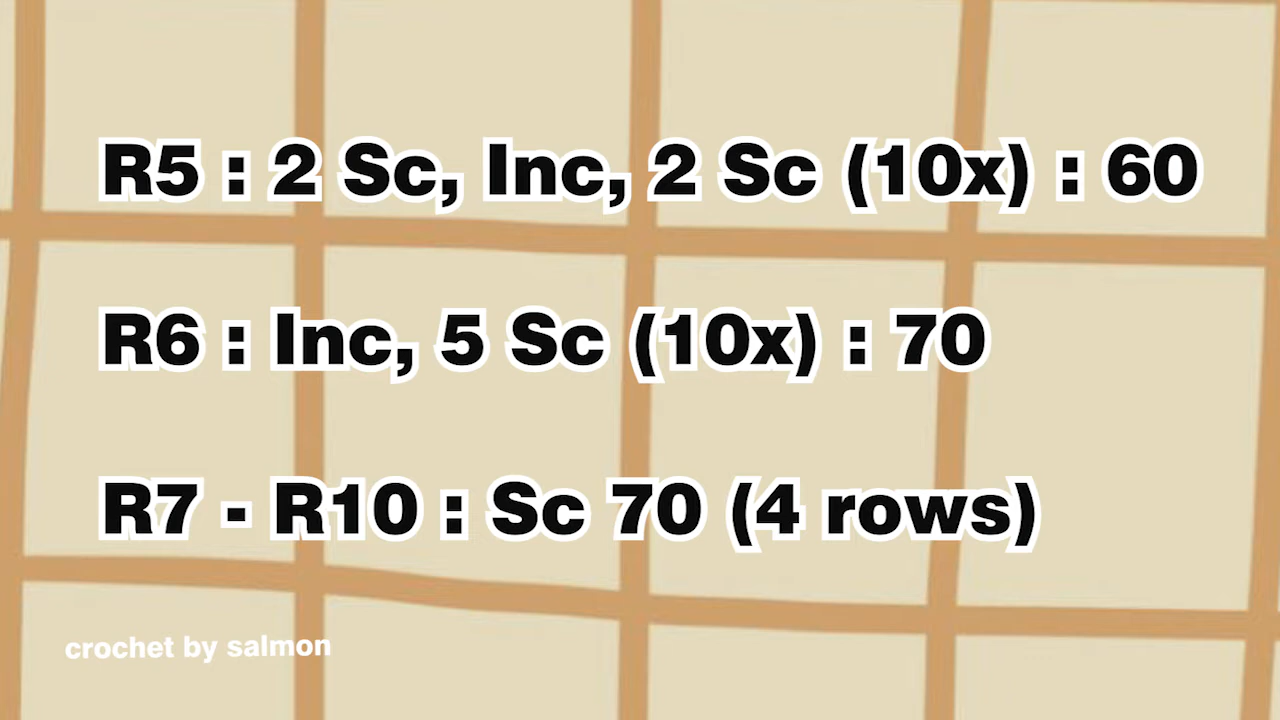 R5 : 2 Sc, Inc, 2 Sc (10x) : 60
R6 : Inc, 5 Sc (10x) : 70
R7 - R10 : Sc 70 (4 rows)
crochet by salmon